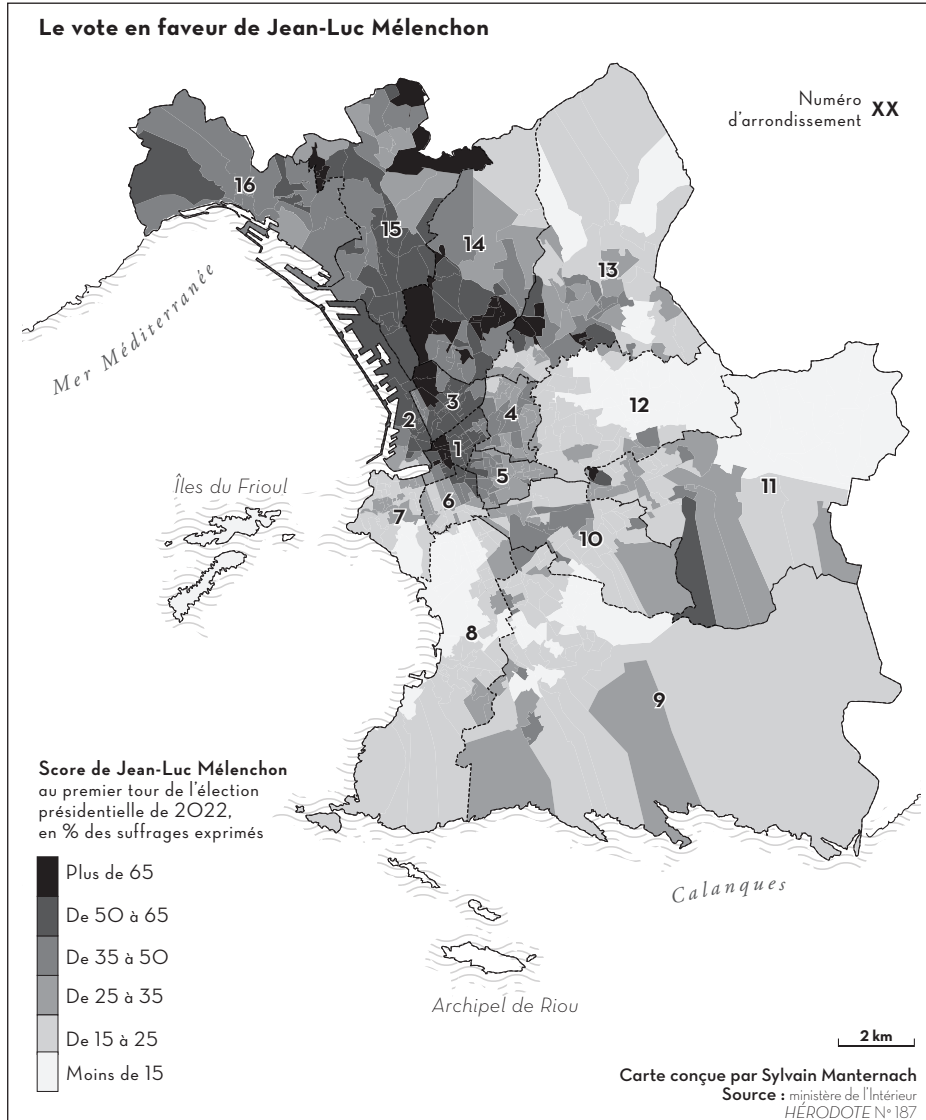 Le vote en faveur de Jean-Luc Mélenchon
Numéro
d'arrondissement XX
16
15
14
13
Mer Méditerranée
12
3
4
2
1
11
5
Îles du Frioul
6
7
10
8
9
Score de Jean-Luc Mélenchon
au premier tour de l'élection
présidentielle de 2022,
en % des suffrages exprimés
Plus de 65
De 50 à 65
De 35 à 50
De 25 à 35
De 15 à 25
Moins de 15
Calanques
Archipel de Riou
2 km
Carte conçue par Sylvain Manternach
Source : ministère de l'Intérieur
HÉRODOTE N° 187